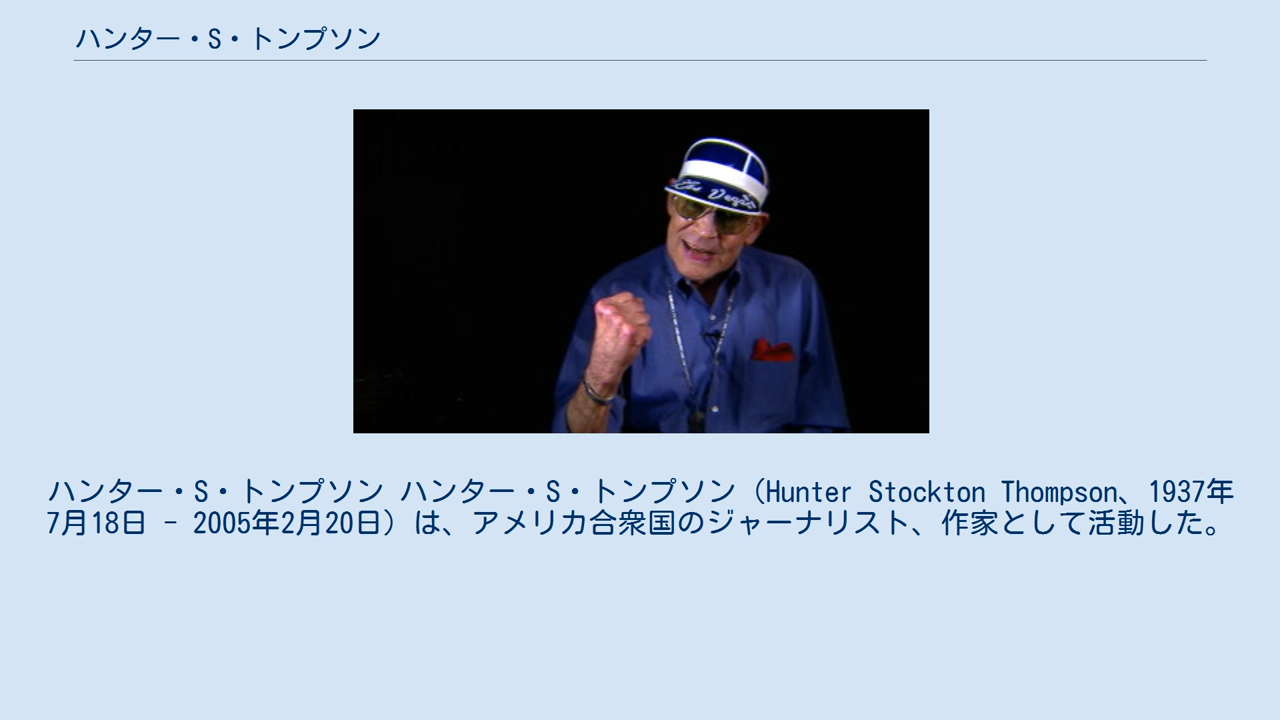 ハンター・S・トンプソン
The Vegas
ハンター・S・トンプソン ハンター・S・トンプソン（Hunter Stockton Thompson、1937年
7月18日 - 2005年2月20日）は、アメリカ合衆国のジャーナリスト、作家として活動した。